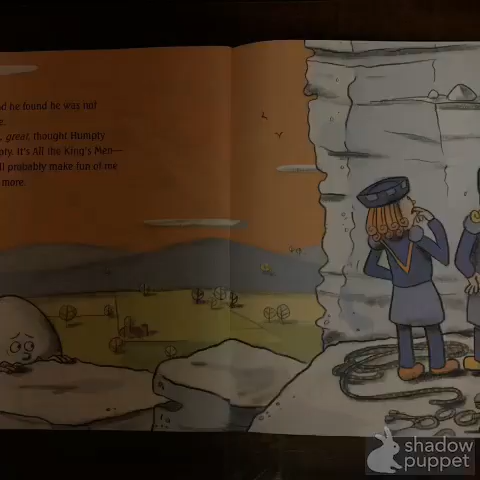 d he found he was not
e.
, great, thought Humpty
pty. It's All the King's Men—
ll probably make fun of me
more.
shadow
puppet